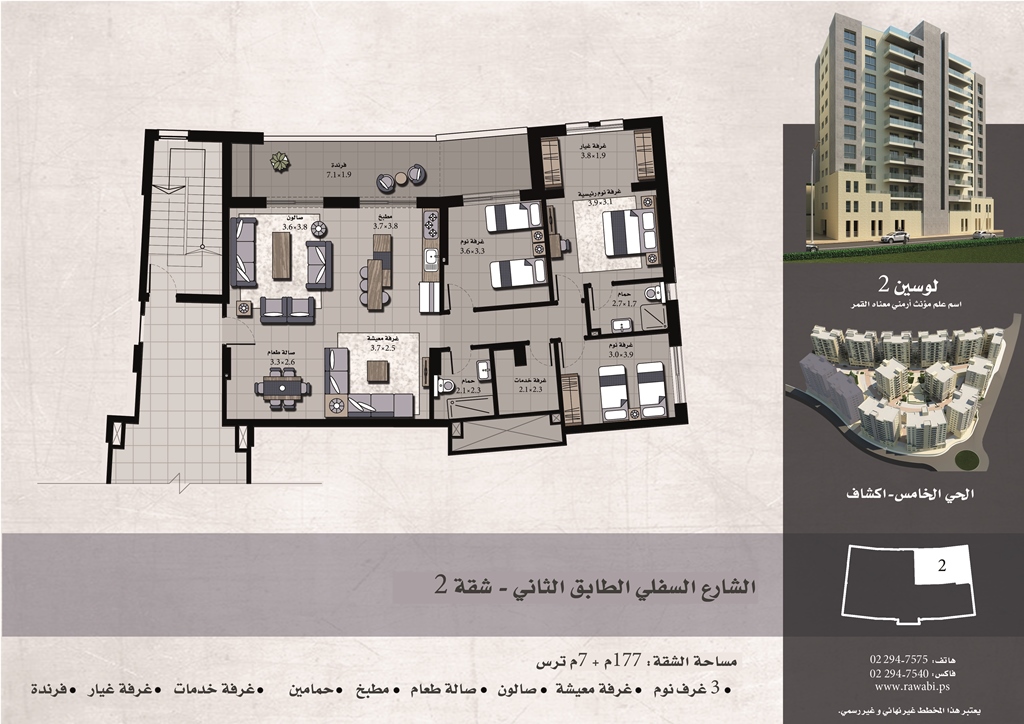 غرفة غيار
3.8×1.9
فرندة
7.1×1.9
غرفة نوم رئيسية
3.9×3.1
صالون
3.6×3.8
مطبخ
3.7×3.8
غرفة نوم
3.6×3.3
حمام
2.7×1.7
غرفة معيشة
3.7×2.5
غرفة نوم
3.0×3.9
صالة طعام
3.3×2.6
حمام
2.1×2.3
غرفة خدمات
2.1×2.3
لوسين 2
اسم علم مؤنث أرمني معناه القمر
الحي الخامس-اكشاف
2
الشارع السفلي الطابق الثاني - شقة 2
مساحة الشقة: 177م + 7م ترس
• 3 غرف نوم • غرفة معيشة • صالون • صالة طعام • مطبخ • حمامين • غرفة خدمات • غرفة غيار • فرندة
هاتف: 02 294-7575
فاكس: 02 294-7540
www.rawabi.ps
يعتبر هذا المخطط غير نهائي و غير رسمي.